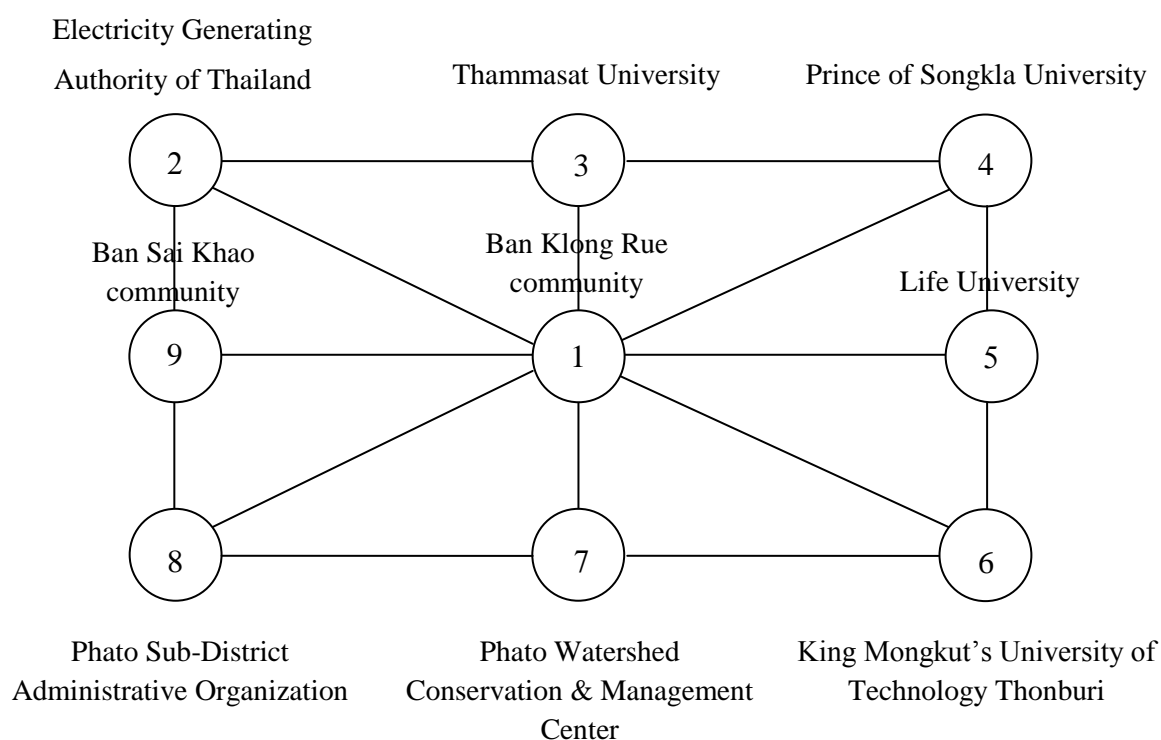 Electricity Generating
Authority of Thailand
Thammasat University
Prince of Songkla University
2
3
4
Ban Sai Khao
community
Ban Klong Rue
community
Life University
9
1
5
8
7
6
Phato Sub-District
Administrative Organization
Phato Watershed
Conservation & Management
Center
King Mongkut’s University of
Technology Thonburi